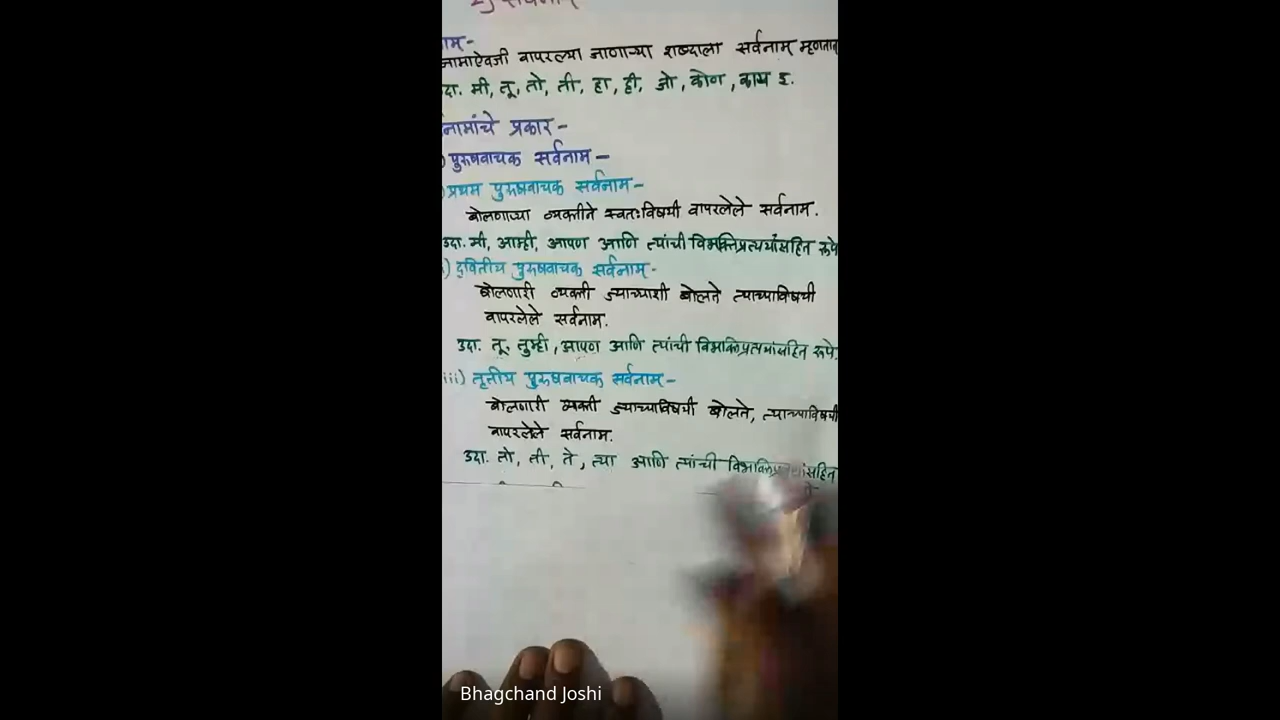 2) सर्वनाम
नाम-
नामाऐवजी वापरल्या जाणाऱ्या शब्दाला सर्वनाम म्हणतात
उदा. मी, तू, तो, ती, हा, ही, जो, कोण, काय इ.
नामांचे प्रकार-
पुरुषवाचक सर्वनाम-
प्रथम पुरुषवाचक सर्वनाम-
बोलणाऱ्या व्यक्तीने स्वतःविषयी वापरलेले सर्वनाम.
उदा. मी, आम्ही, आपण आणि त्यांची विभक्तिप्रत्ययांसहित रूपे
) द्वितीय पुरुषवाचक सर्वनाम-
बोलणारी व्यक्ती ज्याच्याशी बोलते त्याच्याविषयी
वापरलेले सर्वनाम.
उदा. तू, तुम्ही, आपण आणि त्यांची विभक्तिप्रत्ययांसहित रूपे.
iii) तृतीय पुरुषवाचक सर्वनाम-
बोलणारी व्यक्ती ज्याच्याविषयी बोलते, त्याच्याविषयी
वापरलेले सर्वनाम.
उदा. तो, ती, ते, त्या आणि त्यांची
Bhagchand Joshi